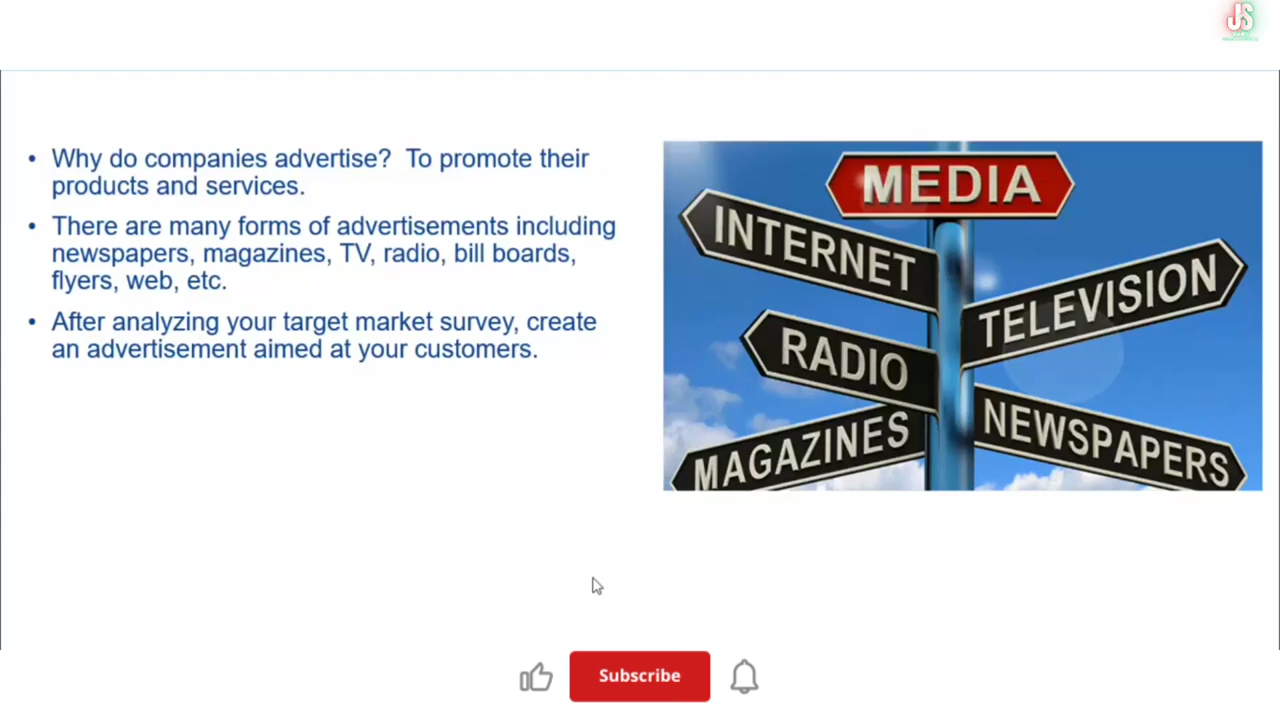 JS
• Why do companies advertise?  To promote their
products and services.
• There are many forms of advertisements including
newspapers, magazines, TV, radio, bill boards,
flyers, web, etc.
• After analyzing your target market survey, create
an advertisement aimed at your customers.
MEDIA
INTERNET
TELEVISION
RADIO
MAGAZINES
NEWSPAPERS
Subscribe